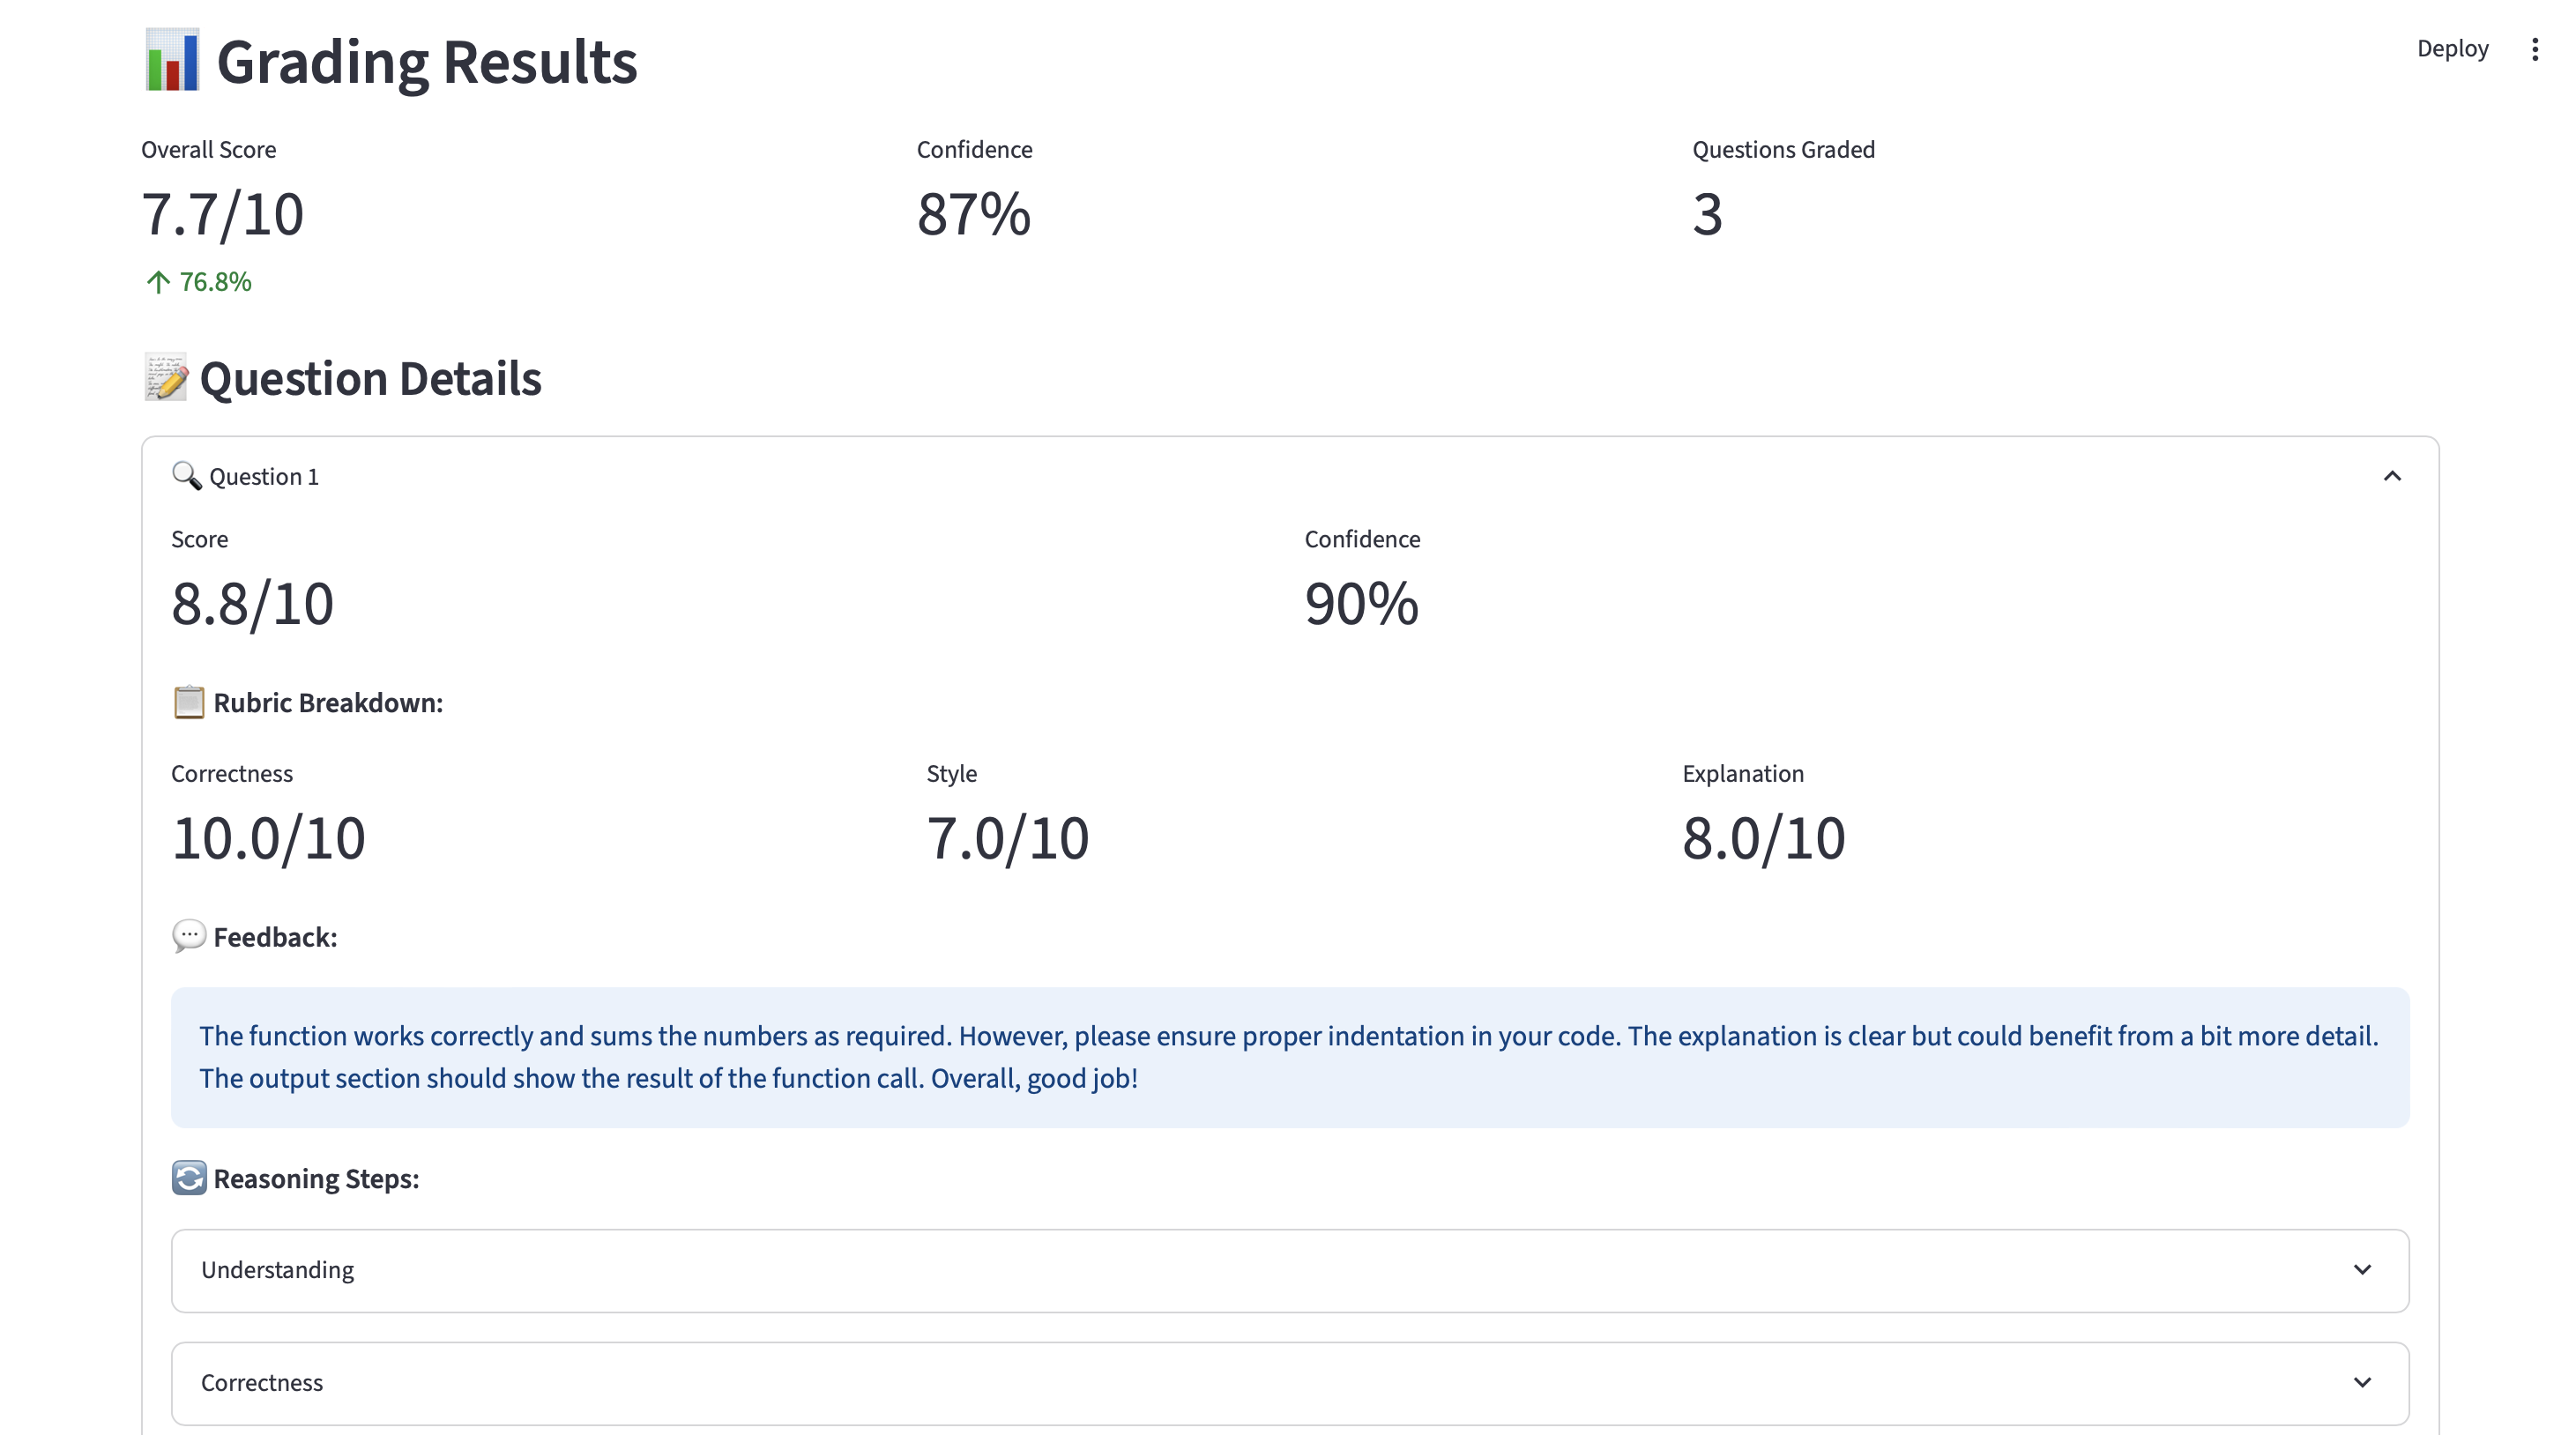 Grading Results
Deploy
Overall Score
Confidence
Questions Graded
7.7/10
87%
3
76.8%
Question Details
Question 1
Score
Confidence
8.8/10
90%
Rubric Breakdown:
Correctness
Style
Explanation
10.0/10
7.0/10
8.0/10
Feedback:
The function works correctly and sums the numbers as required. However, please ensure proper indentation in your code. The explanation is clear but could benefit from a bit more detail.
The output section should show the result of the function call. Overall, good job!
Reasoning Steps:
Understanding
Correctness